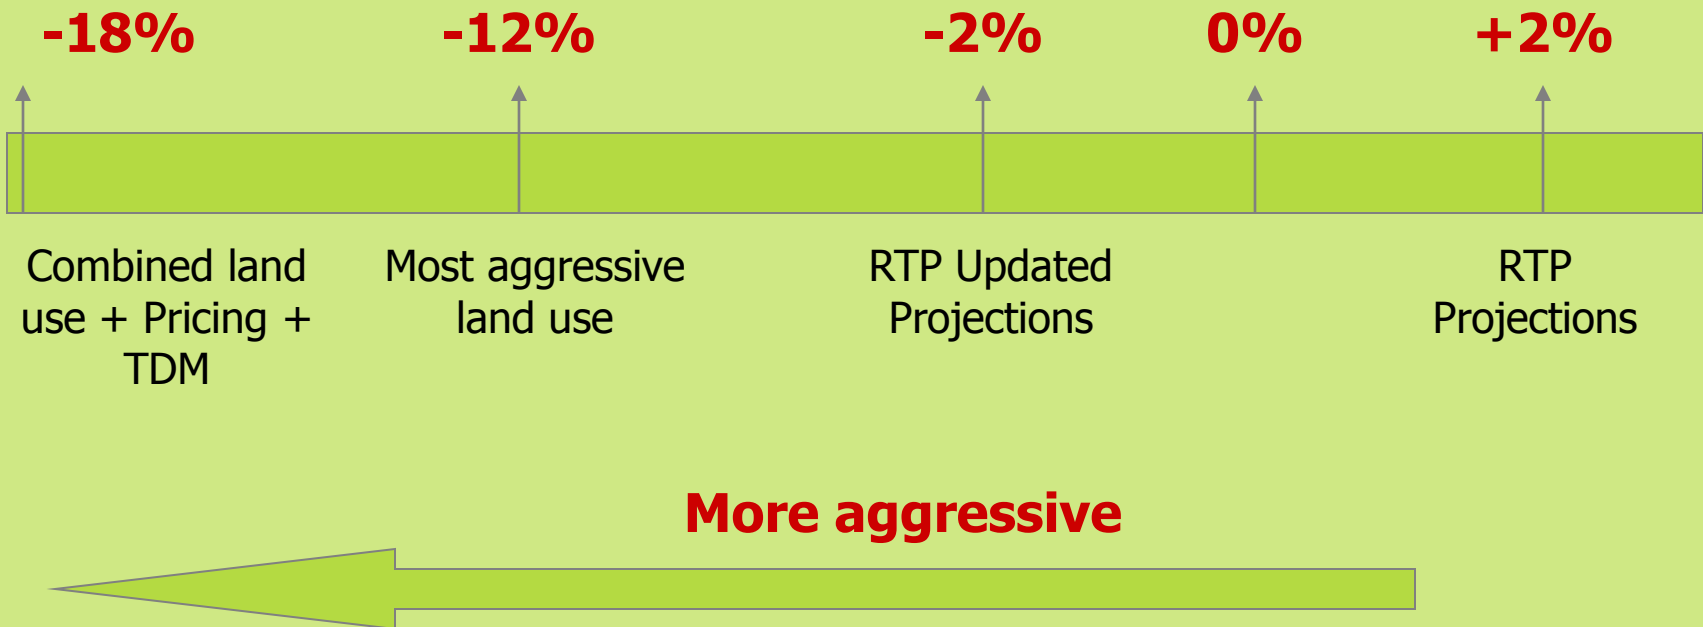 -18%
-12%
-2%
0%
+2%
Combined land
use + Pricing +
TDM
Most aggressive
land use
RTP Updated
Projections
RTP
Projections
More aggressive